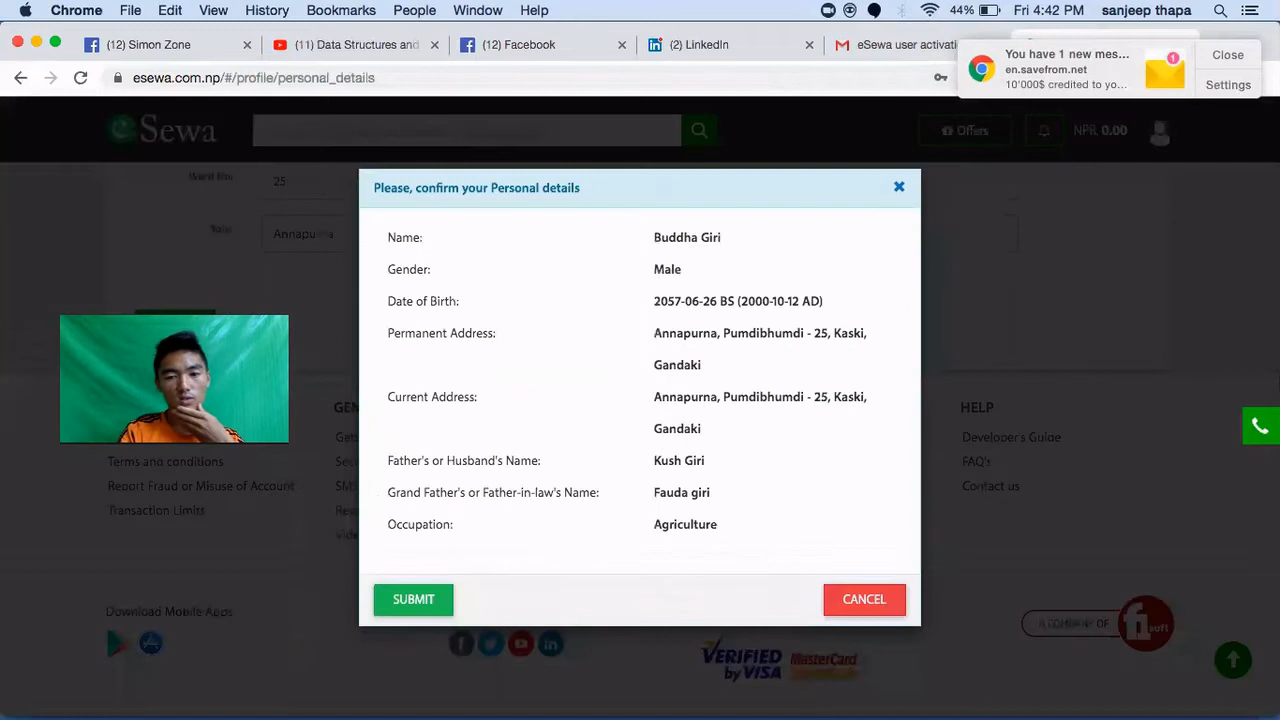 Chrome File Edit View History Bookmarks People Window Help 44% Fri 4:42 PM sanjeep thapa
(12) Simon Zone (11) Data Structures and (12) Facebook (2) LinkedIn eSewa user activati
You have 1 new mes... Close
en.savefrom.net
10'000$ credited to yo... Settings
esewa.com.np/#/profile/personal_details
eSewa Offers NPR. 0.00
25
Please, confirm your Personal details
Annapurna
Name: Buddha Giri
Gender: Male
Date of Birth: 2057-06-26 BS (2000-10-12 AD)
Permanent Address: Annapurna, Pumdibhumdi - 25, Kaski,
Gandaki
Current Address: Annapurna, Pumdibhumdi - 25, Kaski,
Gandaki
Father's or Husband's Name: Kush Giri
Grand Father's or Father-in-law's Name: Fauda giri
Occupation: Agriculture
SUBMIT CANCEL
HELP
Developer's Guide
Terms and conditions FAQ's
Report Fraud or Misuse of Account Contact us
Transaction Limits
Download Mobile Apps
A COMPANY OF f1soft
VERIFIED by VISA MasterCard